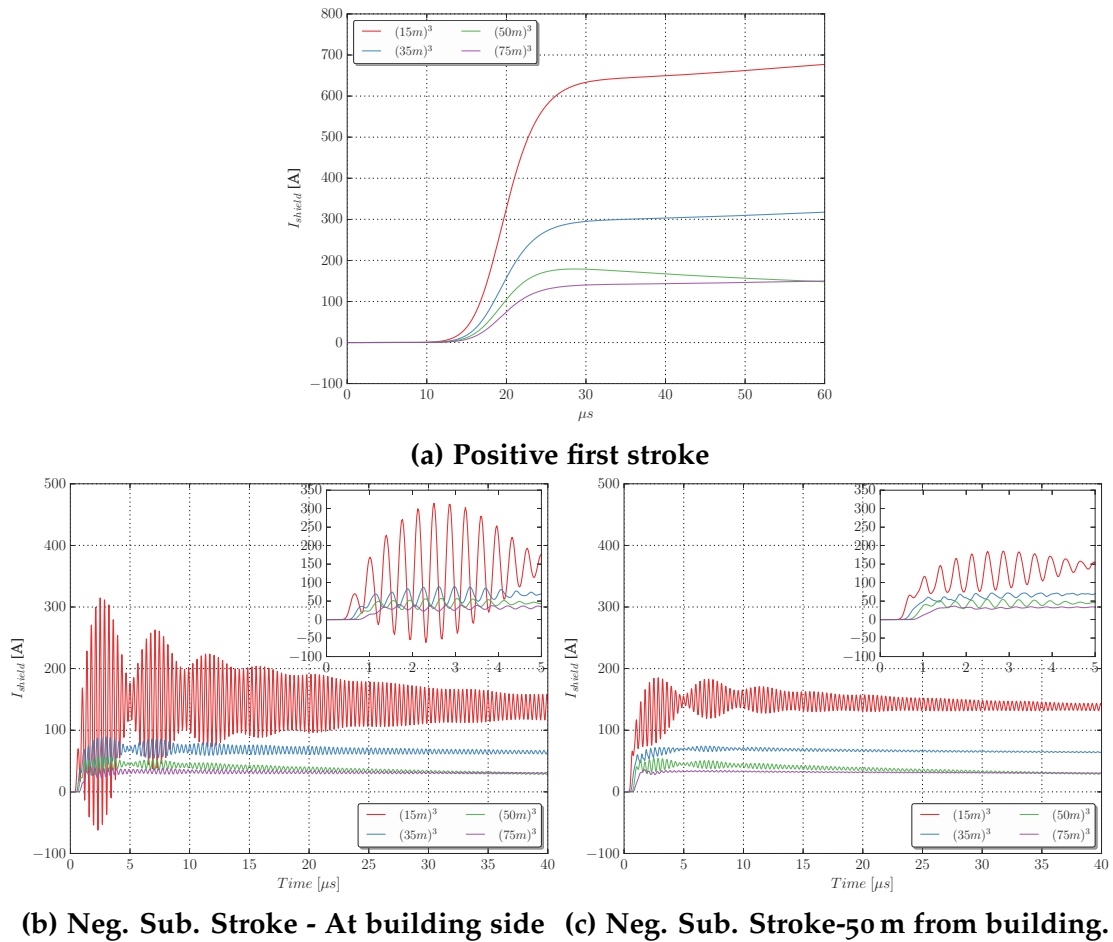 800
700
600
500
400
300
200
100
0
−100
I_shield [A]
(15m)³ (50m)³
(35m)³ (75m)³
0 10 20 30 40 50 60
μs
(a) Positive first stroke
500
400
300
200
100
0
−100
I_shield [A]
350
300
250
200
150
100
50
0
−50
−100
0 1 2 3 4 5
(15m)³ (50m)³
(35m)³ (75m)³
0 5 10 15 20 25 30 35 40
Time [μs]
(b) Neg. Sub. Stroke - At building side
500
400
300
200
100
0
−100
I_shield [A]
350
300
250
200
150
100
50
0
−50
−100
0 1 2 3 4 5
(15m)³ (50m)³
(35m)³ (75m)³
0 5 10 15 20 25 30 35 40
Time [μs]
(c) Neg. Sub. Stroke-50 m from building.